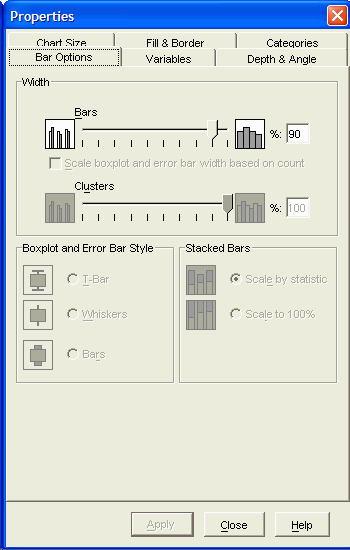 Properties
Chart Size Fill & Border Categories
Bar Options Variables Depth & Angle
Width
Bars
%: 90
Scale boxplot and error bar width based on count
Clusters
%: 100
Boxplot and Error Bar Style Stacked Bars
T-Bar Scale by statistic
Whiskers Scale to 100%
Bars
Apply Close Help